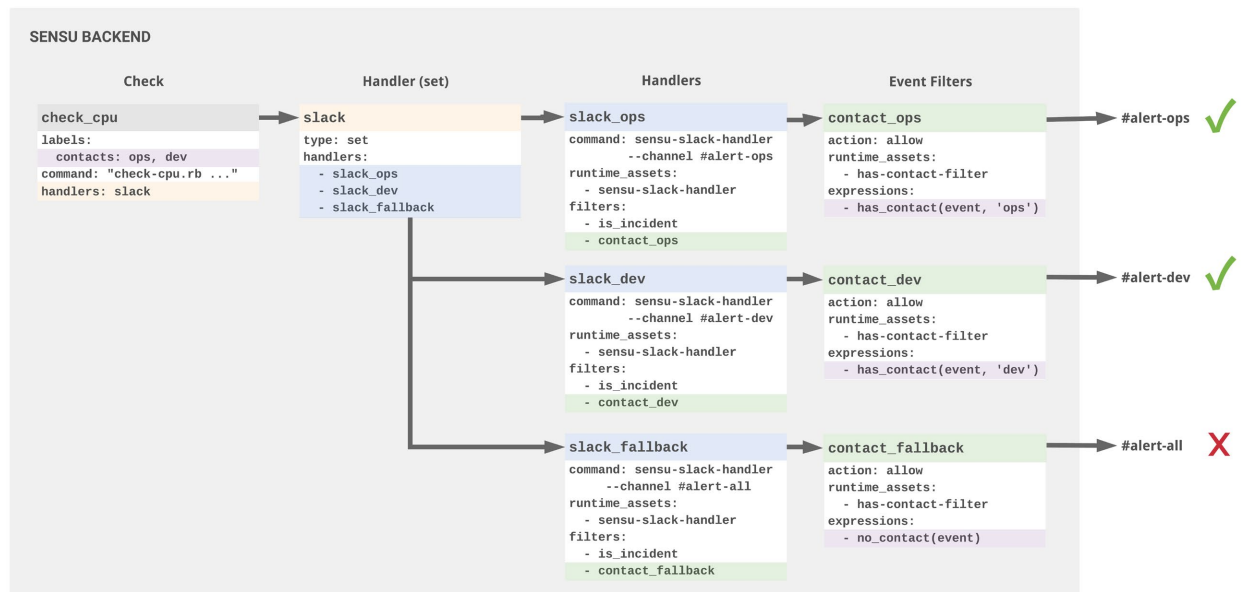 SENSU BACKEND
Check
Handler (set)
Handlers
Event Filters
check_cpu
labels:
contacts: ops, dev
command: "check-cpu.rb ..."
handlers: slack
slack
type: set
handlers:
- slack_ops
- slack_dev
- slack_fallback
slack_ops
command: sensu-slack-handler
--channel #alert-ops
runtime_assets:
- sensu-slack-handler
filters:
- is_incident
- contact_ops
contact_ops
action: allow
runtime_assets:
- has-contact-filter
expressions:
- has_contact(event, 'ops')
#alert-ops
slack_dev
command: sensu-slack-handler
--channel #alert-dev
runtime_assets:
- sensu-slack-handler
filters:
- is_incident
- contact_dev
contact_dev
action: allow
runtime_assets:
- has-contact-filter
expressions:
- has_contact(event, 'dev')
#alert-dev
slack_fallback
command: sensu-slack-handler
--channel #alert-all
runtime_assets:
- sensu-slack-handler
filters:
- is_incident
- contact_fallback
contact_fallback
action: allow
runtime_assets:
- has-contact-filter
expressions:
- no_contact(event)
#alert-all